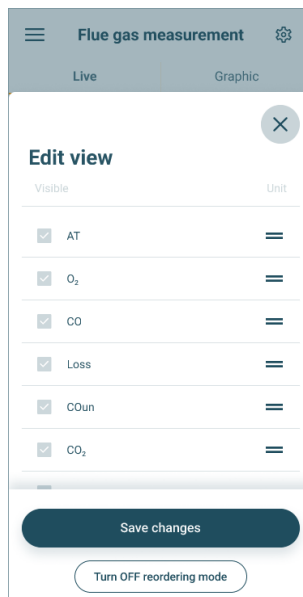 Flue gas measurement
Live Graphic
Edit view
Visible Unit
AT
O₂
CO
Loss
COun
CO₂
Save changes
Turn OFF reordering mode